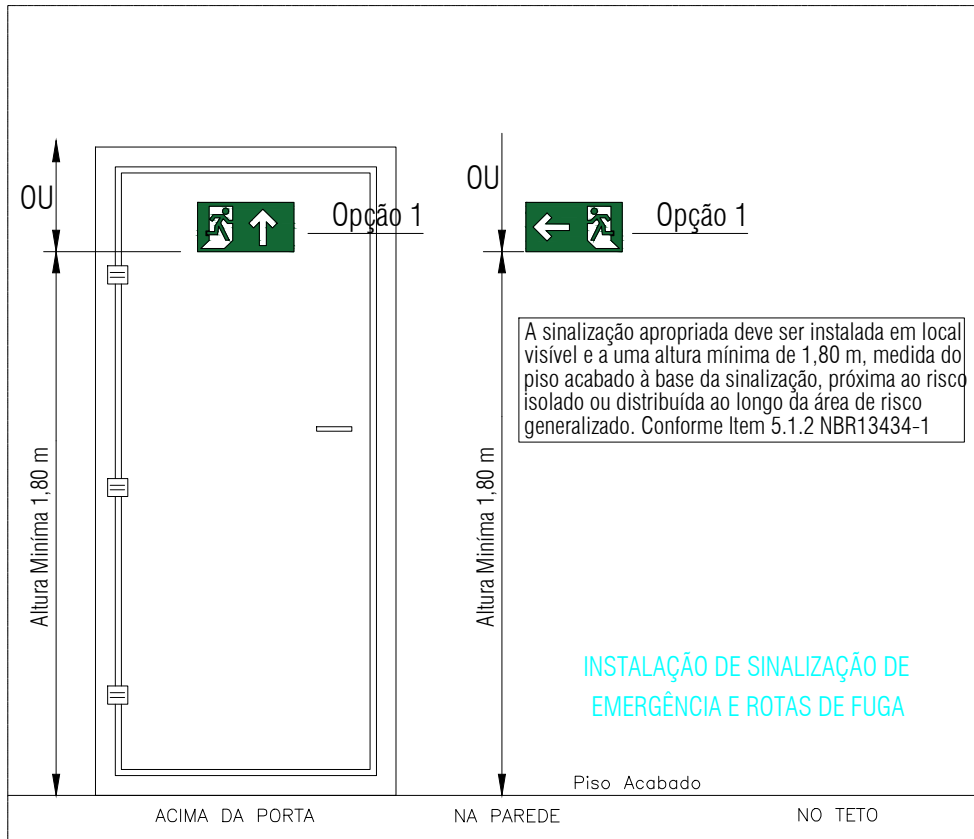 OU
Opção 1
Altura Miníma 1,80 m
OU
Opção 1
Altura Miníma 1,80 m
A sinalização apropriada deve ser instalada em local
visível e a uma altura mínima de 1,80 m, medida do
piso acabado à base da sinalização, próxima ao risco
isolado ou distribuída ao longo da área de risco
generalizado. Conforme Item 5.1.2 NBR13434-1
INSTALAÇÃO DE SINALIZAÇÃO DE
EMERGÊNCIA E ROTAS DE FUGA
Piso Acabado
ACIMA DA PORTA
NA PAREDE
NO TETO